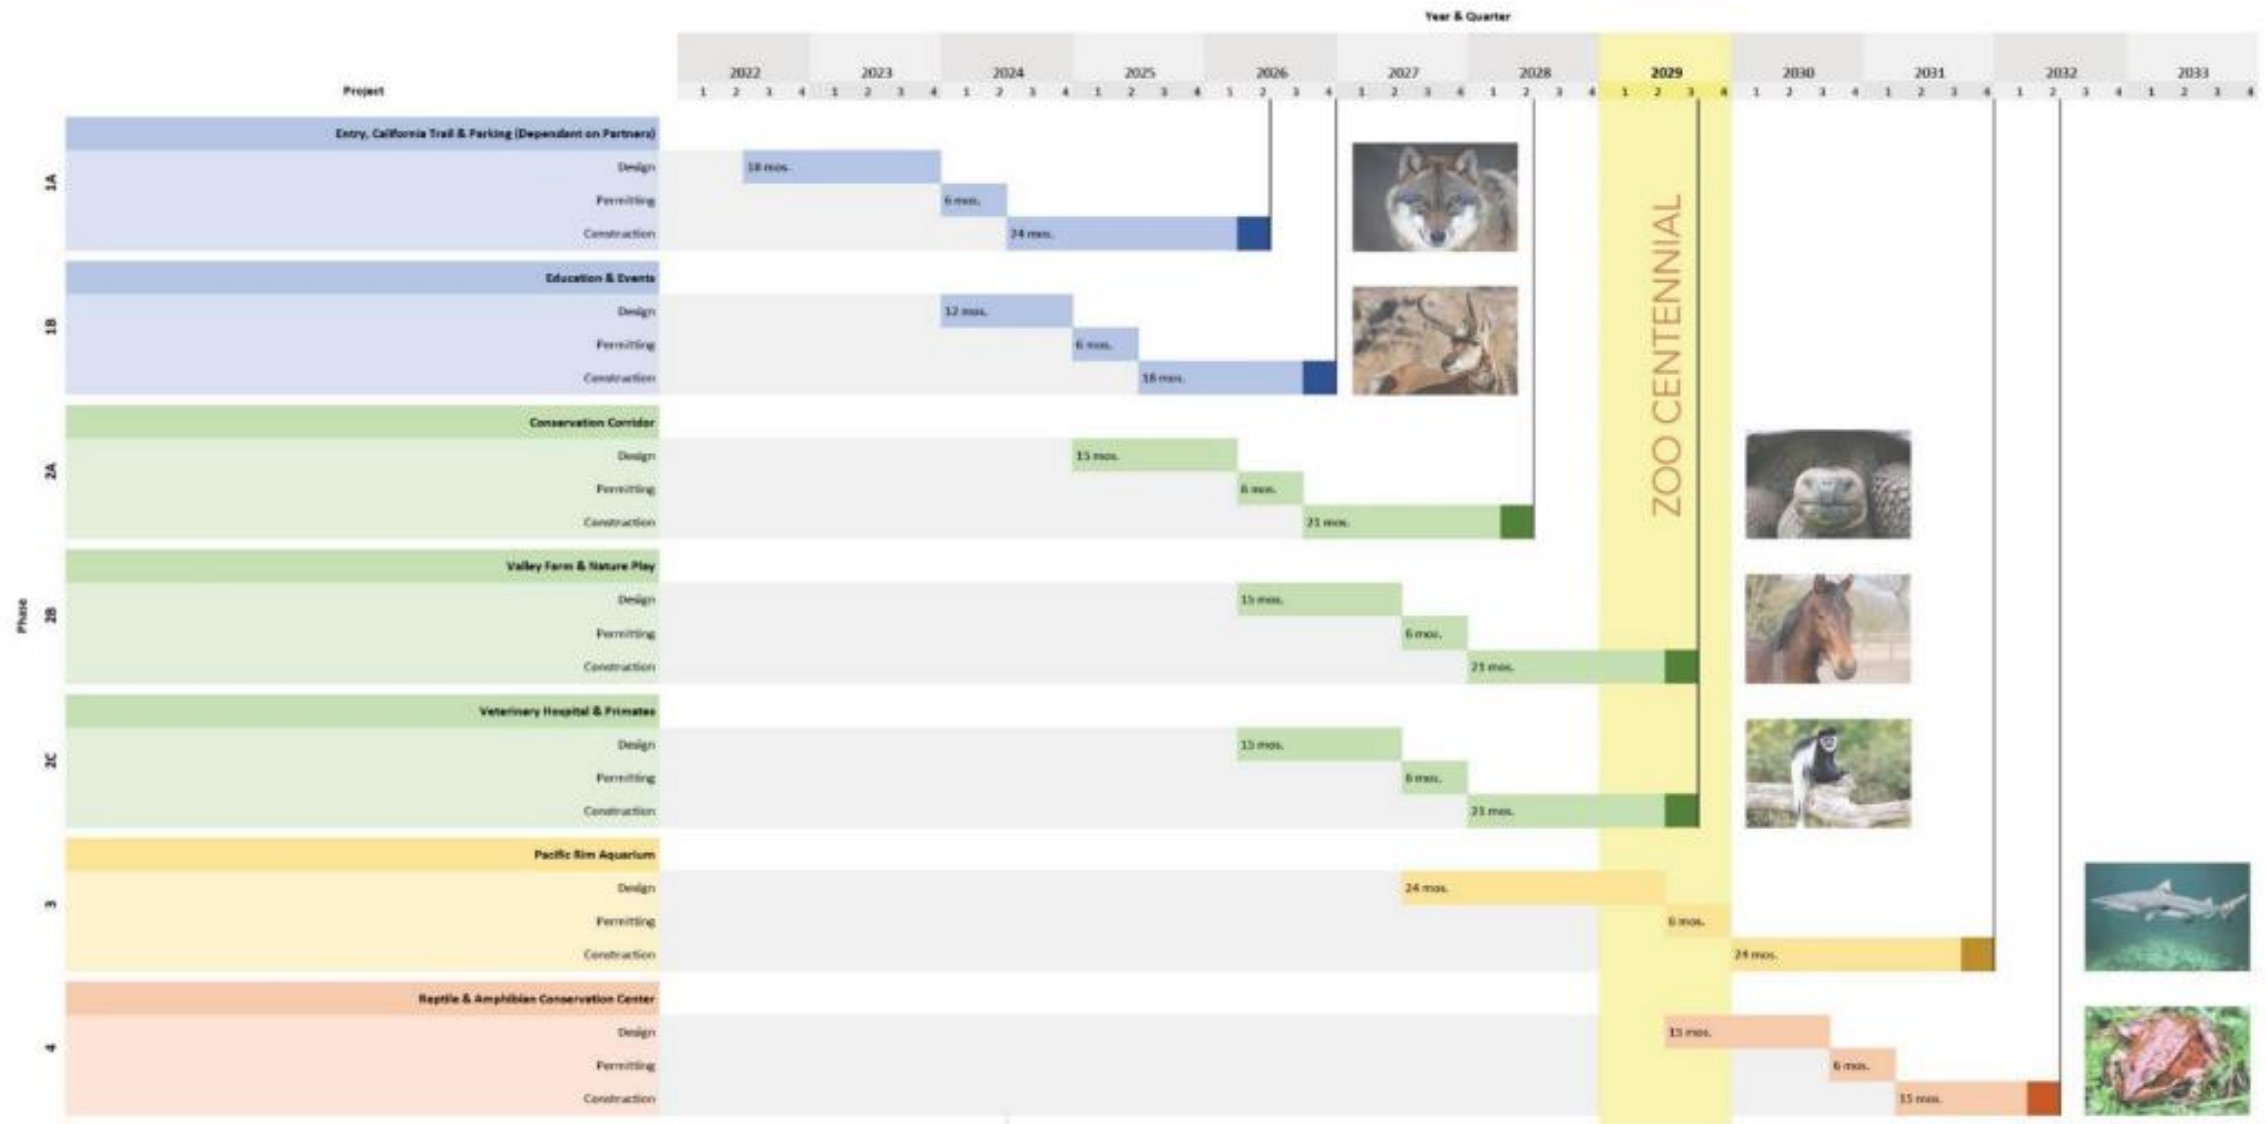 Year & Quarter
2022 2023 2024 2025 2026 2027 2028 2029 2030 2031 2032 2033
Project 1 2 3 4 1 2 3 4 1 2 3 4 1 2 3 4 1 2 3 4 1 2 3 4 1 2 3 4 1 2 3 4 1 2 3 4 1 2 3 4 1 2 3 4 1 2 3 4
Phase
ZOO CENTENNIAL
1A
Entry, California Trail & Parking (Dependant on Partners)
Design 18 mos.
Permitting 6 mos.
Construction 24 mos.
1B
Education & Events
Design 12 mos.
Permitting 6 mos.
Construction 18 mos.
2A
Conservation Corridor
Design 15 mos.
Permitting 6 mos.
Construction 21 mos.
2B
Valley Farm & Nature Play
Design 15 mos.
Permitting 6 mos.
Construction 21 mos.
2C
Veterinary Hospital & Primates
Design 15 mos.
Permitting 6 mos.
Construction 21 mos.
3
Pacific Rim Aquarium
Design 24 mos.
Permitting 6 mos.
Construction 24 mos.
4
Reptile & Amphibian Conservation Center
Design 15 mos.
Permitting 6 mos.
Construction 15 mos.